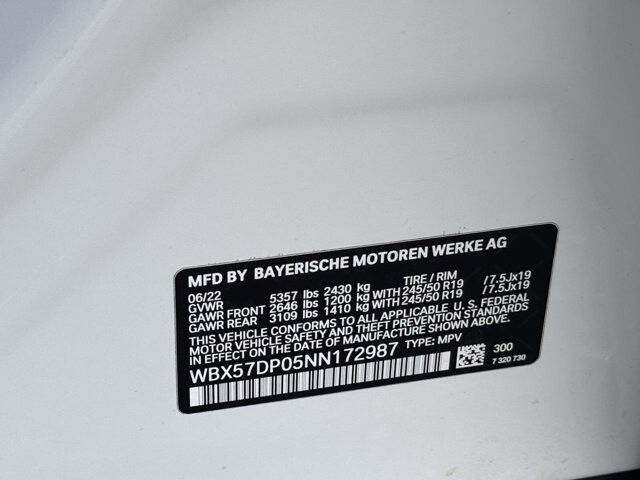 MFD BY BAYERISCHE MOTOREN WERKE AG
06/22 TIRE / RIM
GVWR 5357 lbs 2430 kg
GAWR FRONT 2646 lbs 1200 kg WITH 245/50 R19 /7.5Jx19
GAWR REAR 3109 lbs 1410 kg WITH 245/50 R19 /7.5Jx19
THIS VEHICLE CONFORMS TO ALL APPLICABLE U. S. FEDERAL
MOTOR VEHICLE SAFETY, BUMPER AND THEFT PREVENTION STANDARDS
IN EFFECT ON THE DATE OF MANUFACTURE SHOWN ABOVE.
WBX57DP05NN172987 TYPE: MPV
300
7 320 730